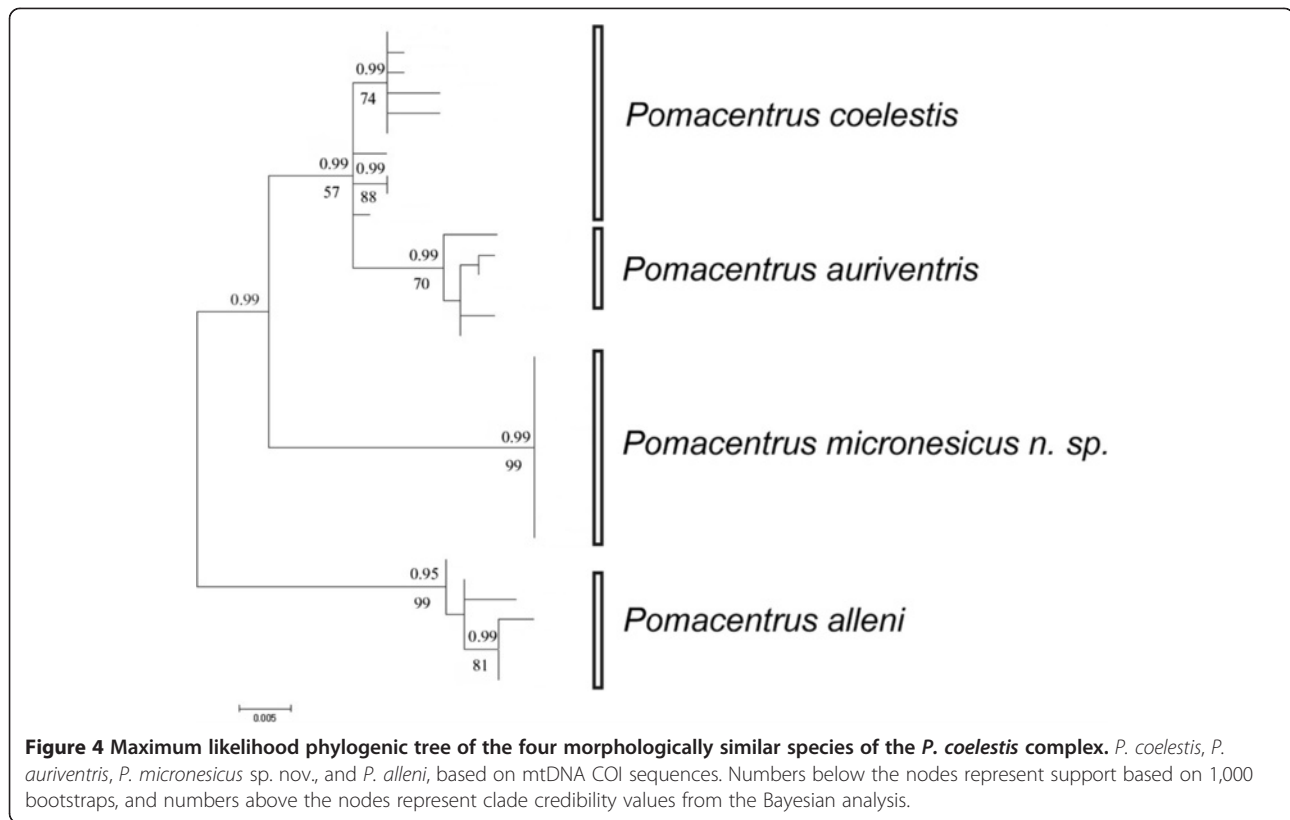 0.99
74
0.99 0.99
57 88
Pomacentrus coelestis
0.99
70
Pomacentrus auriventris
0.99
0.99
99
Pomacentrus micronesicus n. sp.
0.95
99
0.99
81
Pomacentrus alleni
0.005
Figure 4 Maximum likelihood phylogenic tree of the four morphologically similar species of the P. coelestis complex. P. coelestis, P.
auriventris, P. micronesicus sp. nov., and P. alleni, based on mtDNA COI sequences. Numbers below the nodes represent support based on 1,000
bootstraps, and numbers above the nodes represent clade credibility values from the Bayesian analysis.